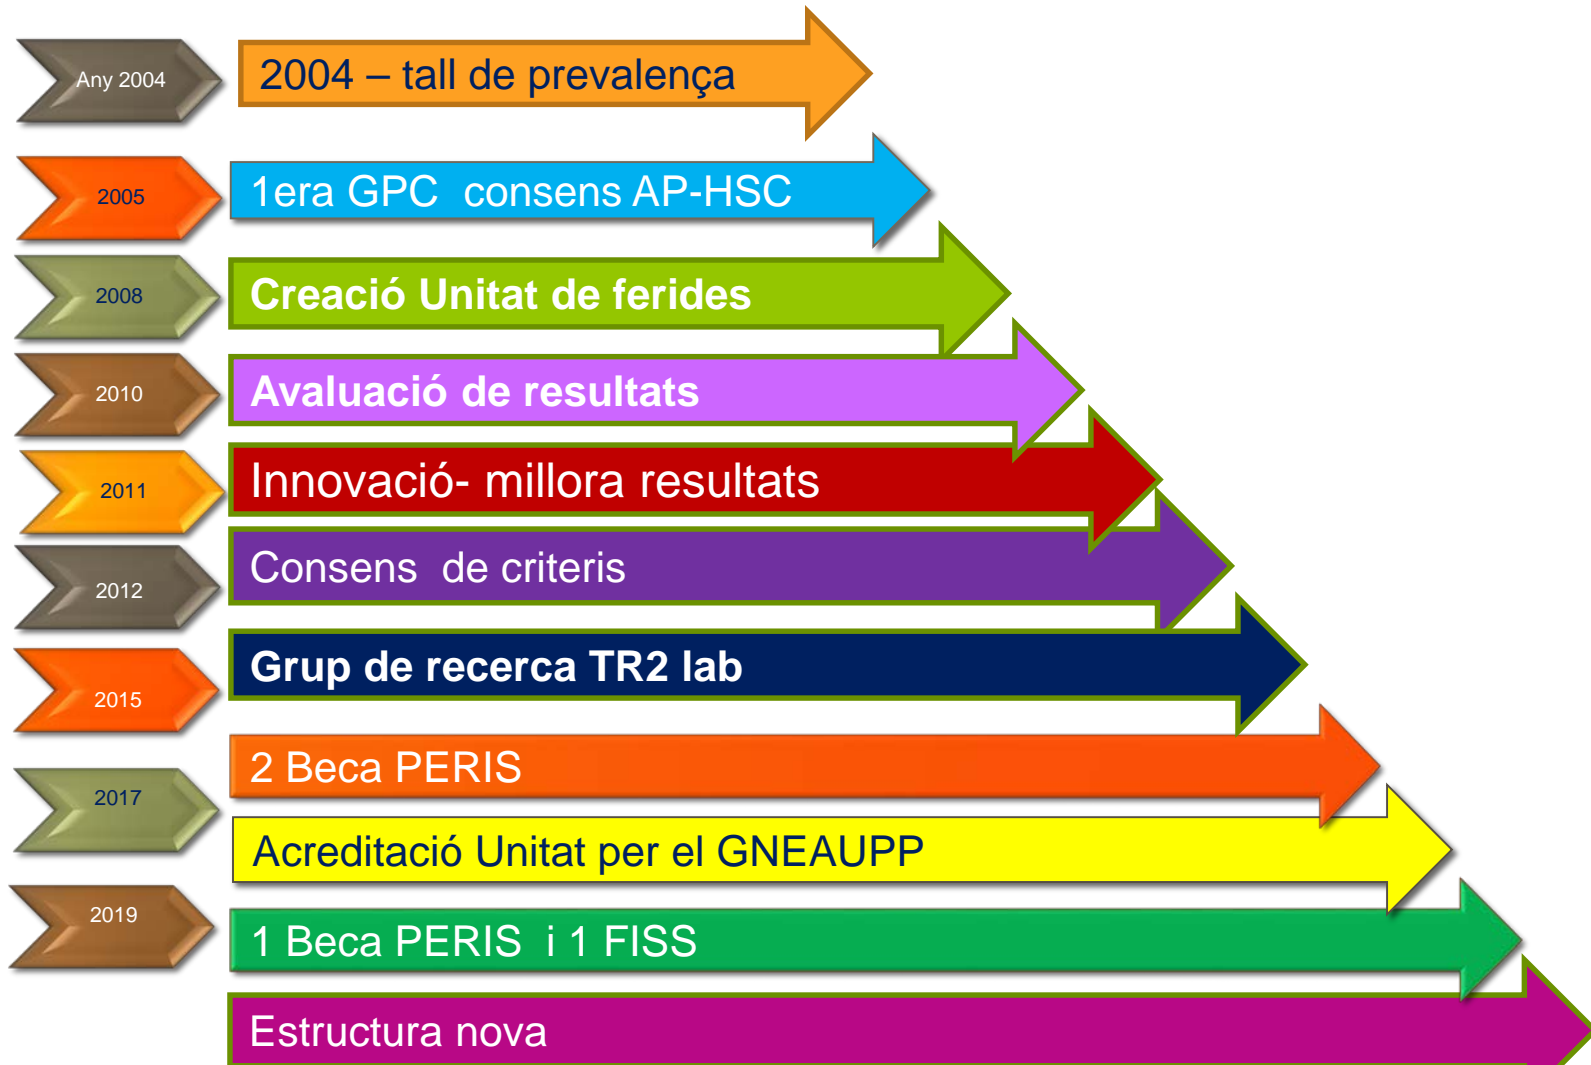 Any 2004
2004 – tall de prevalença
2005
1era GPC  consens AP-HSC
2008
Creació Unitat de ferides
2010
Avaluació de resultats
2011
Innovació- millora resultats
2012
Consens  de criteris
2015
Grup de recerca TR2 lab
2 Beca PERIS
2017
Acreditació Unitat per el GNEAUPP
2019
1 Beca PERIS  i 1 FISS
Estructura nova